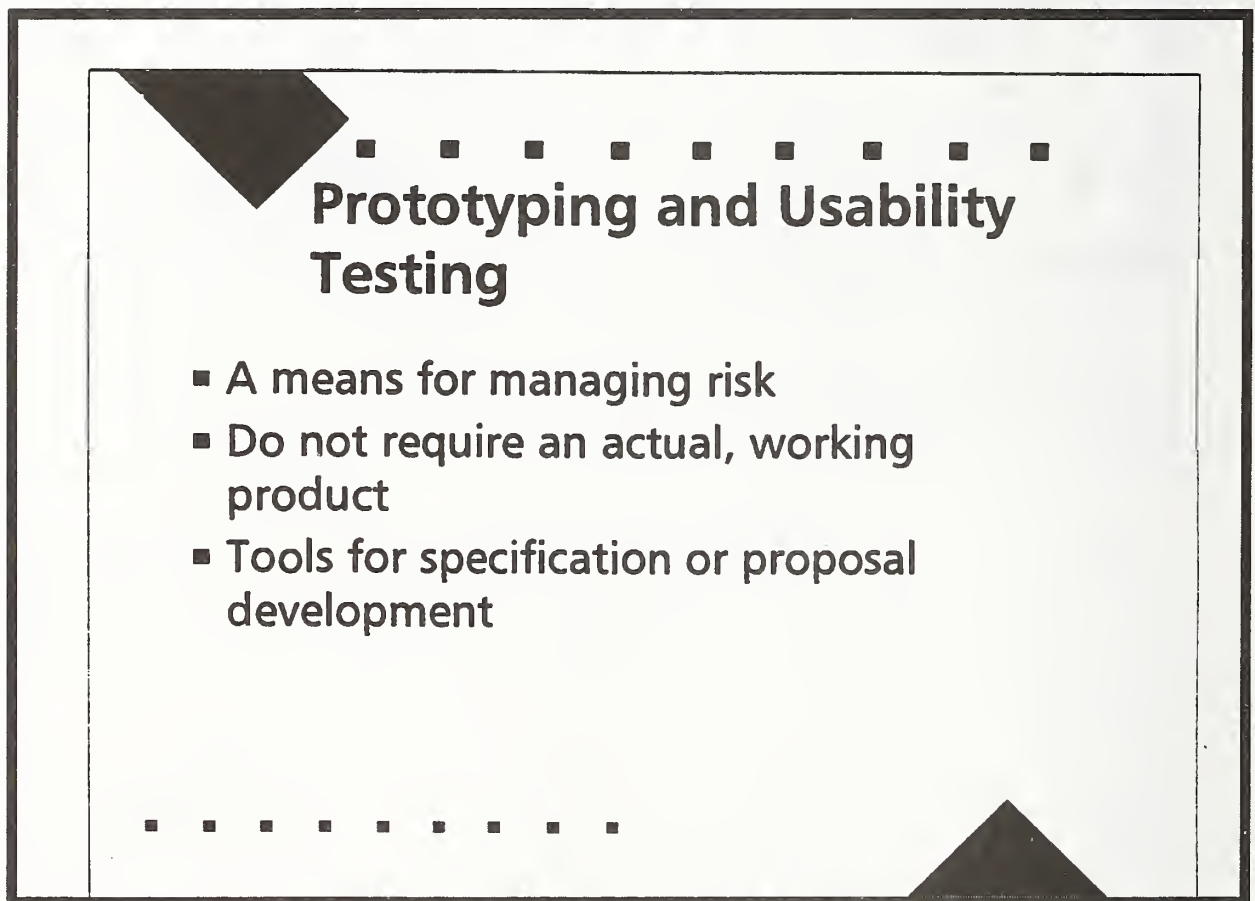 Prototyping and Usability
Testing
▪ A means for managing risk
▪ Do not require an actual, working
product
▪ Tools for specification or proposal
development